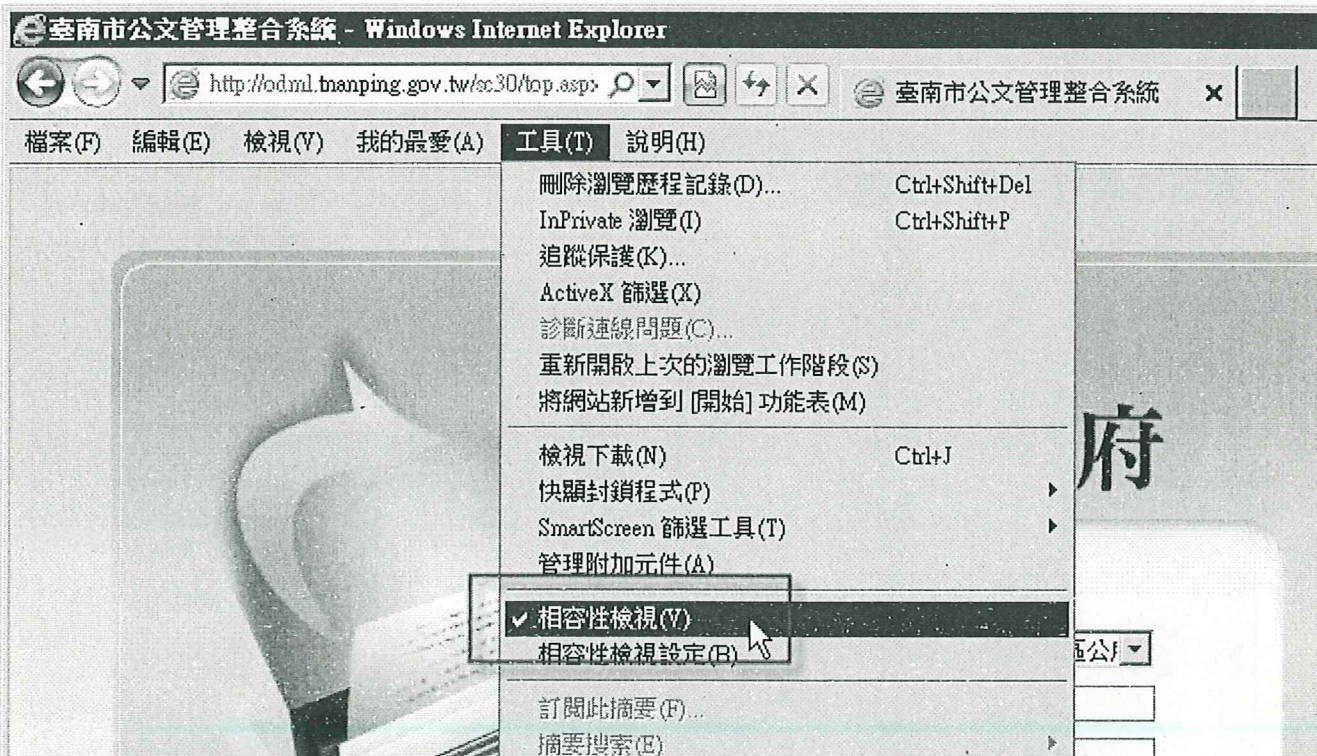 臺南市公文管理整合系統 - Windows Internet Explorer
http://odm1.tnanping.gov.tw/sc30/top.asp
臺南市公文管理整合系統
檔案(F) 編輯(E) 檢視(V) 我的最愛(A) 工具(T) 說明(H)
刪除瀏覽歷程記錄(D)... Ctrl+Shift+Del
InPrivate 瀏覽(I) Ctrl+Shift+P
追蹤保護(K)...
ActiveX 篩選(X)
診斷連線問題(C)...
重新開啟上次的瀏覽工作階段(S)
將網站新增到 [開始] 功能表(M)
府
檢視下載(N) Ctrl+J
快顯封鎖程式(P)
SmartScreen 篩選工具(T)
管理附加元件(A)
相容性檢視(V)
相容性檢視設定(B)
區公
訂閱此摘要(F)...
摘要搜索(E)